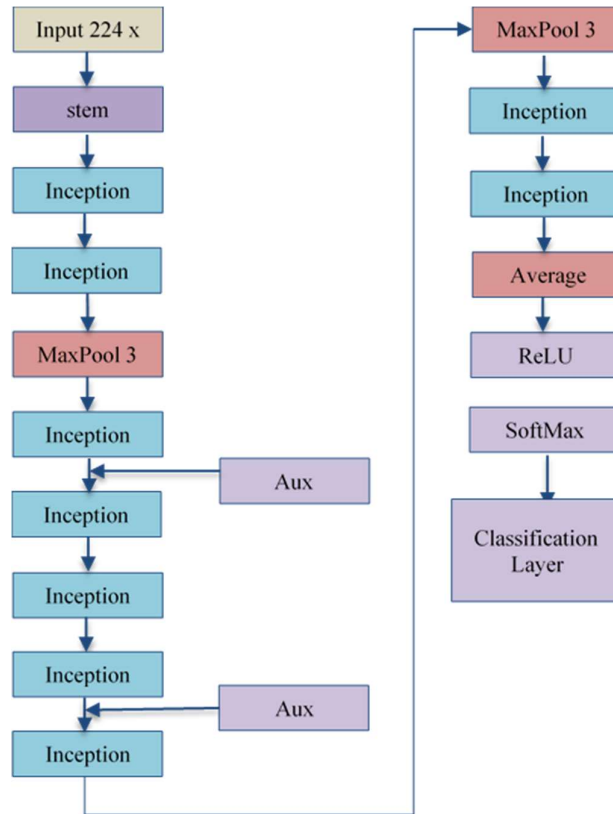 Input 224 x
stem
Inception
Inception
MaxPool 3
Inception
Aux
Inception
Inception
Inception
Aux
Inception
MaxPool 3
Inception
Inception
Average
ReLU
SoftMax
Classification
Layer